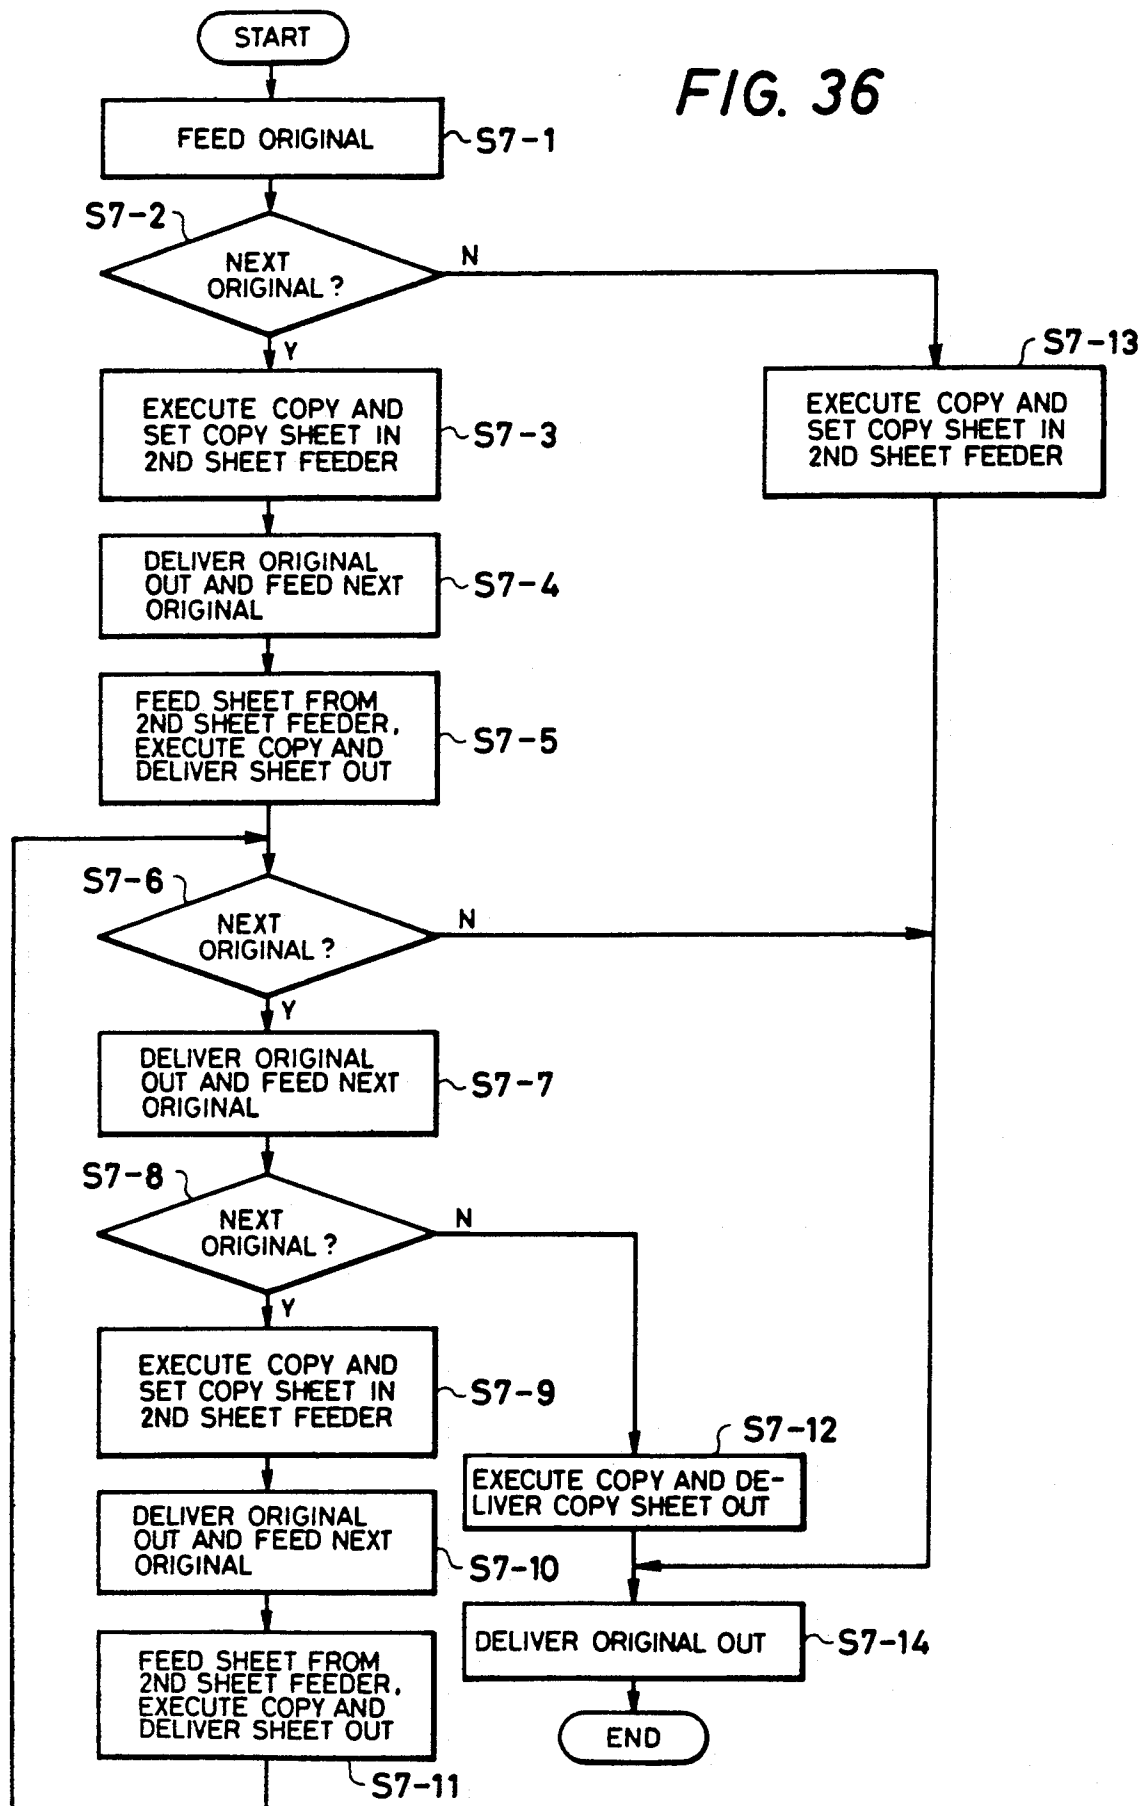 START
FIG. 36
FEED ORIGINAL
S7-1
S7-2
NEXT
ORIGINAL?
N
Y
S7-13
EXECUTE COPY AND
SET COPY SHEET IN
2ND SHEET FEEDER
EXECUTE COPY AND
SET COPY SHEET IN
2ND SHEET FEEDER
S7-3
DELIVER ORIGINAL
OUT AND FEED NEXT
ORIGINAL
S7-4
FEED SHEET FROM
2ND SHEET FEEDER,
EXECUTE COPY AND
DELIVER SHEET OUT
S7-5
S7-6
NEXT
ORIGINAL?
N
Y
DELIVER ORIGINAL
OUT AND FEED NEXT
ORIGINAL
S7-7
S7-8
NEXT
ORIGINAL?
N
Y
EXECUTE COPY AND
SET COPY SHEET IN
2ND SHEET FEEDER
S7-9
S7-12
EXECUTE COPY AND DE-
LIVER COPY SHEET OUT
DELIVER ORIGINAL
OUT AND FEED NEXT
ORIGINAL
S7-10
DELIVER ORIGINAL OUT
S7-14
FEED SHEET FROM
2ND SHEET FEEDER,
EXECUTE COPY AND
DELIVER SHEET OUT
S7-11
END